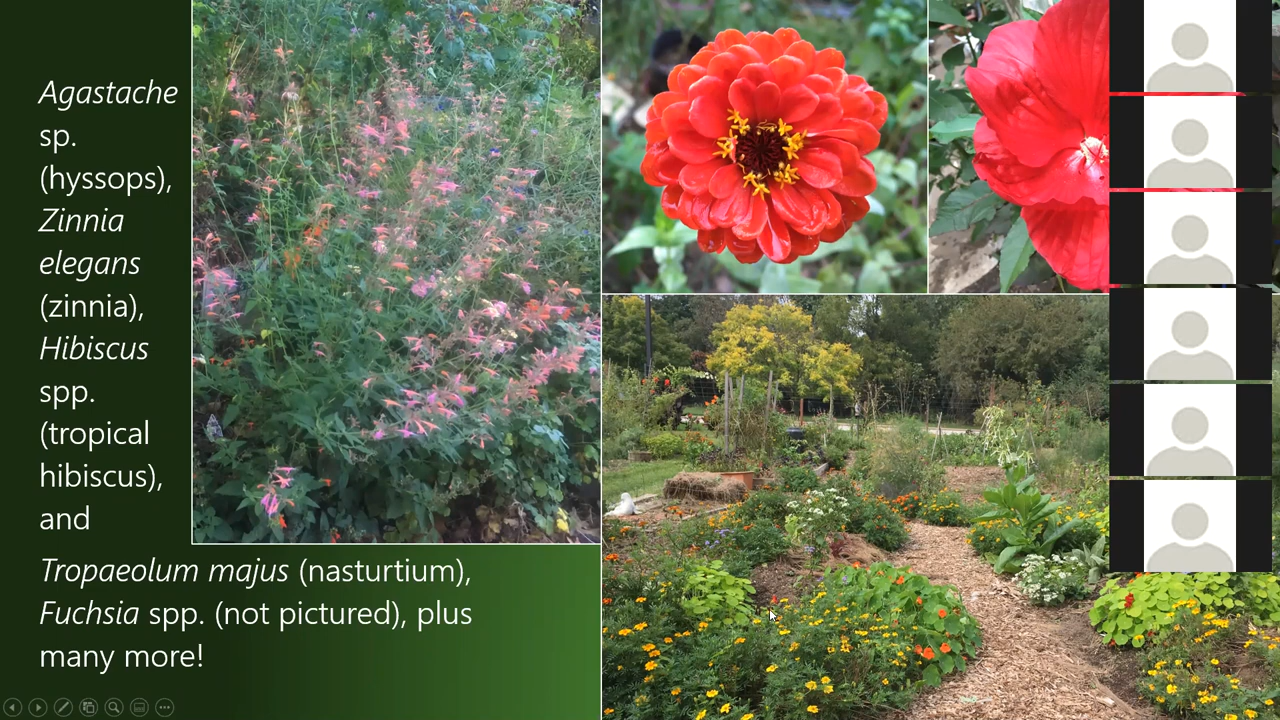 Agastache
sp.
(hyssops),
Zinnia
elegans
(zinnia),
Hibiscus
spp.
(tropical
hibiscus),
and
Tropaeolum majus (nasturtium),
Fuchsia spp. (not pictured), plus
many more!